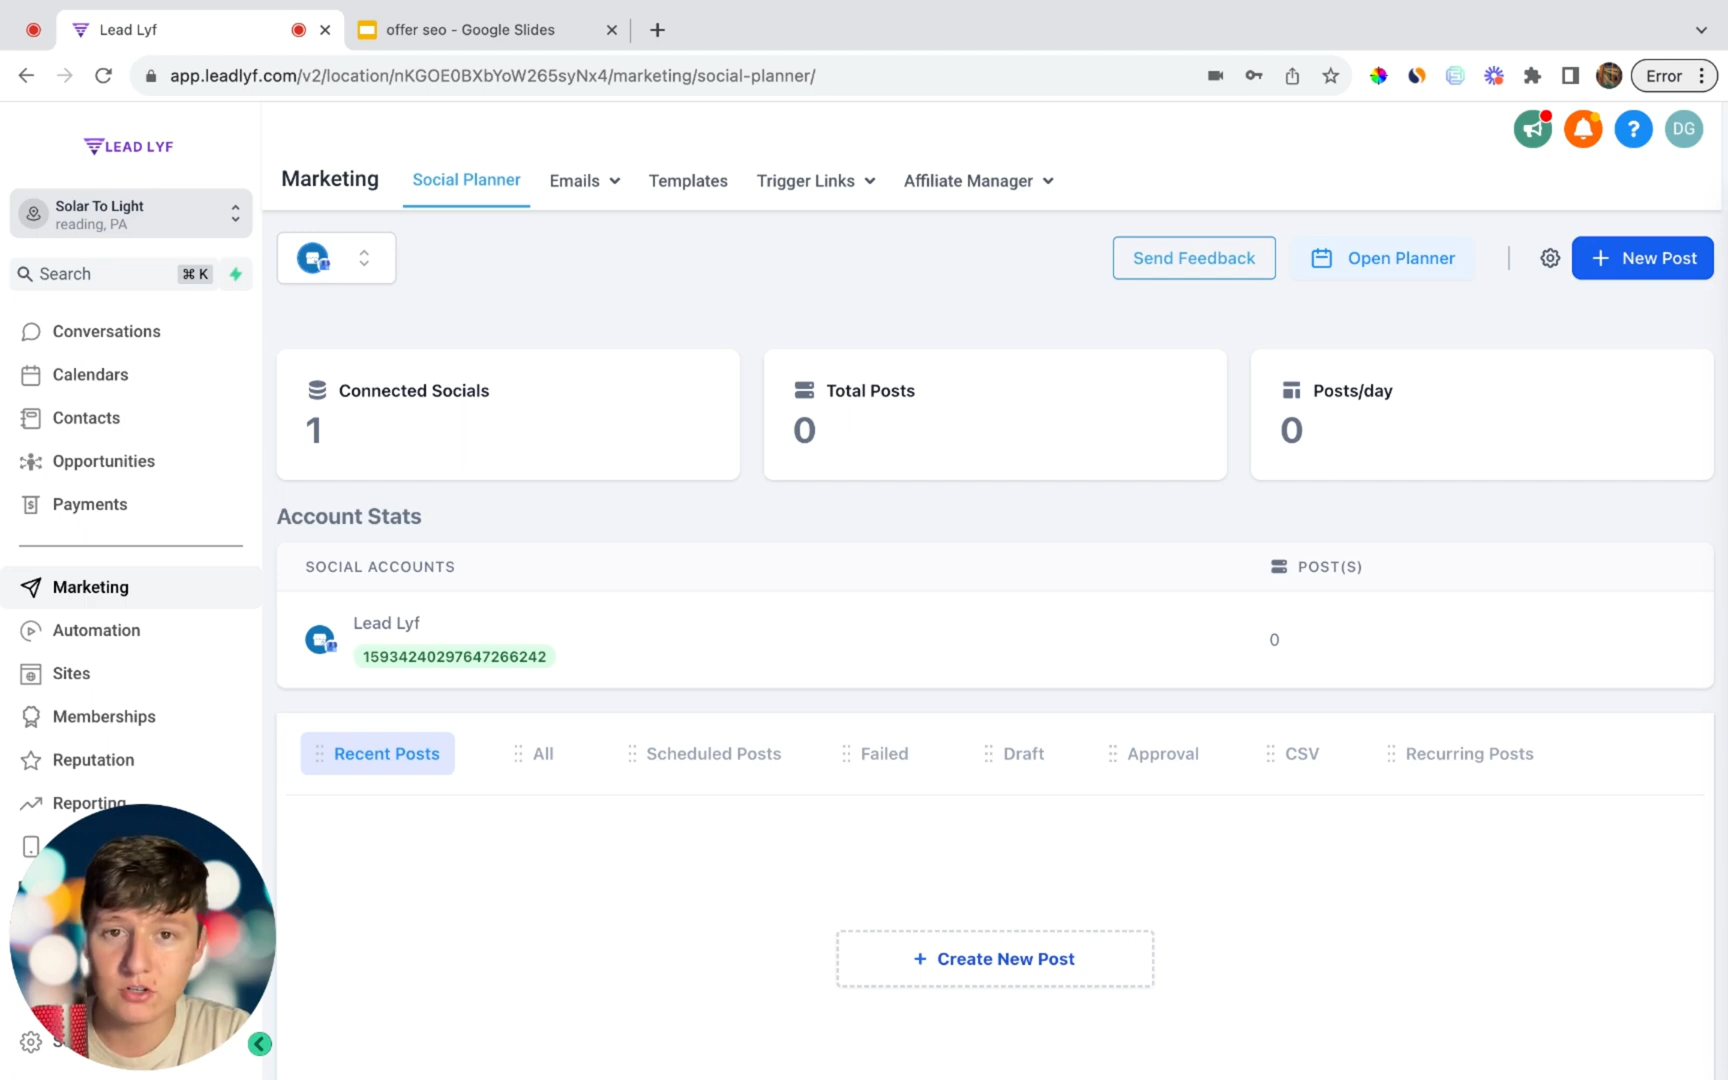 Lead Lyf
offer seo - Google Slides
app.leadlyf.com/v2/location/nKGOE0BXbYoW265syNx4/marketing/social-planner/
Error
LEAD LYF
Solar To Light
reading, PA
Search
⌘ K
Conversations
Calendars
Contacts
Opportunities
Payments
Marketing
Automation
Sites
Memberships
Reputation
Reporting
DG
Marketing
Social Planner
Emails
Templates
Trigger Links
Affiliate Manager
Send Feedback
Open Planner
+ New Post
Connected Socials
1
Total Posts
0
Posts/day
0
Account Stats
SOCIAL ACCOUNTS
POST(S)
Lead Lyf
15934240297647266242
0
Recent Posts
All
Scheduled Posts
Failed
Draft
Approval
CSV
Recurring Posts
+ Create New Post